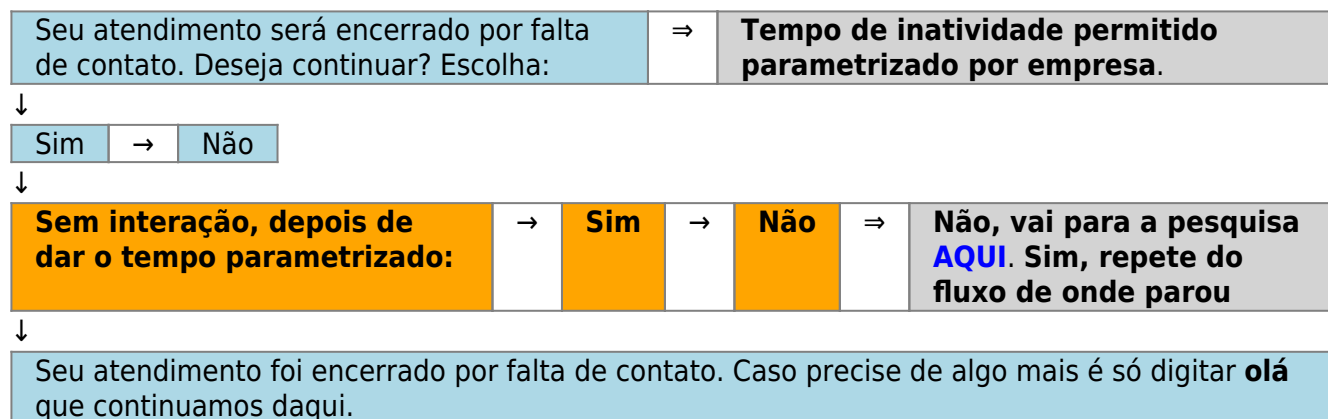 Seu atendimento será encerrado por falta ⇒ Tempo de inatividade permitido
de contato. Deseja continuar? Escolha: parametrizado por empresa.
↓
Sim → Não
↓
Sem interação, depois de → Sim → Não ⇒ Não, vai para a pesquisa
dar o tempo parametrizado: AQUI. Sim, repete do
fluxo de onde parou
↓
Seu atendimento foi encerrado por falta de contato. Caso precise de algo mais é só digitar olá
que continuamos daqui.